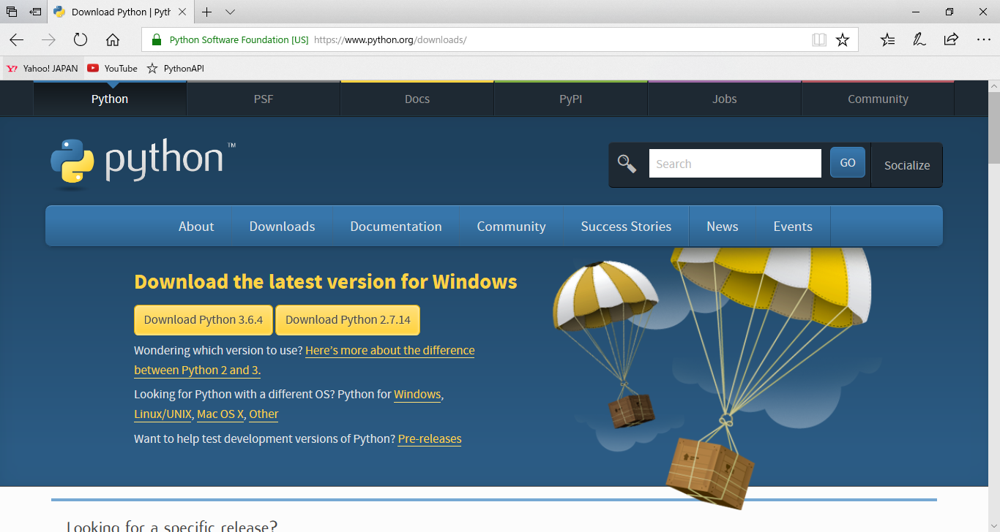 Download Python | Pyth
Python Software Foundation [US] https://www.python.org/downloads/
Yahoo! JAPAN YouTube PythonAPI
Python PSF Docs PyPI Jobs Community
python™
Search GO Socialize
About Downloads Documentation Community Success Stories News Events
Download the latest version for Windows
Download Python 3.6.4 Download Python 2.7.14
Wondering which version to use? Here's more about the difference
between Python 2 and 3.
Looking for Python with a different OS? Python for Windows,
Linux/UNIX, Mac OS X, Other
Want to help test development versions of Python? Pre-releases
Looking for a specific release?